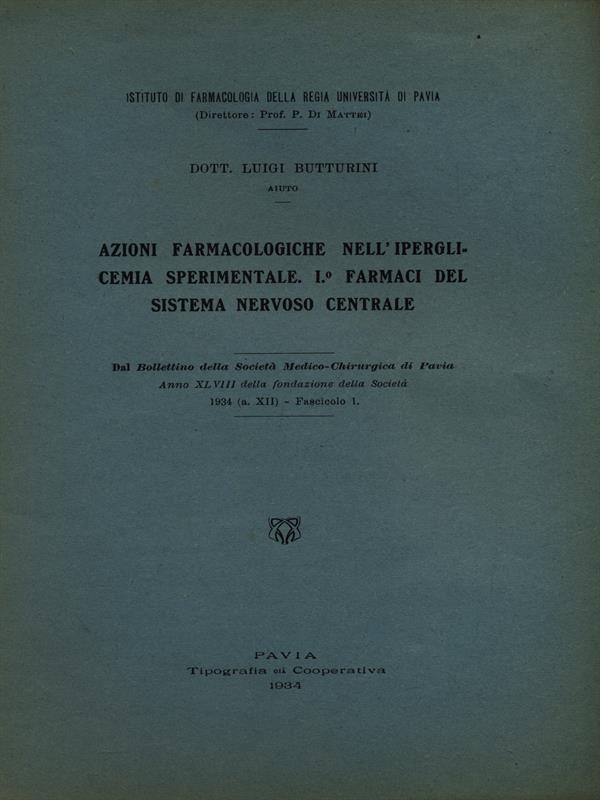 ISTITUTO DI FARMACOLOGIA DELLA REGIA UNIVERSITÀ DI PAVIA
(Direttore: Prof. P. DI MATTEI)
DOTT. LUIGI BUTTURINI
AIUTO
AZIONI FARMACOLOGICHE NELL'IPERGLI-
CEMIA SPERIMENTALE. I.º FARMACI DEL
SISTEMA NERVOSO CENTRALE
Dal Bollettino della Società Medico-Chirurgica di Pavia
Anno XLVIII della fondazione della Società
1934 (a. XII) - Fascicolo 1.
PAVIA
Tipografia già Cooperativa
1934